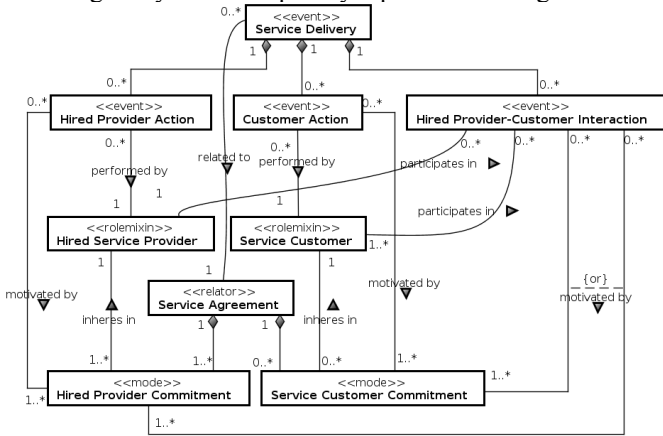 0..*
<<event>>
Service Delivery
1
1
1
0..*
0..*
0..*
0..*
<<event>>
Hired Provider Action
<<event>>
Customer Action
0..*
<<event>>
Hired Provider-Customer Interaction
0..*
0..*
0..*
0..*
0..*
0..*
related to
performed by
performed by
participates in
1
1
1
participates in
<<rolemixin>>
Hired Service Provider
<<rolemixin>>
Service Customer
1..*
1
1
1
motivated by
<<relator>>
Service Agreement
motivated by
{or}
motivated by
inheres in
1
1
inheres in
1..*
1..*
0..*
0..*
1..*
<<mode>>
Hired Provider Commitment
<<mode>>
Service Customer Commitment
1..*
1..*
1..*